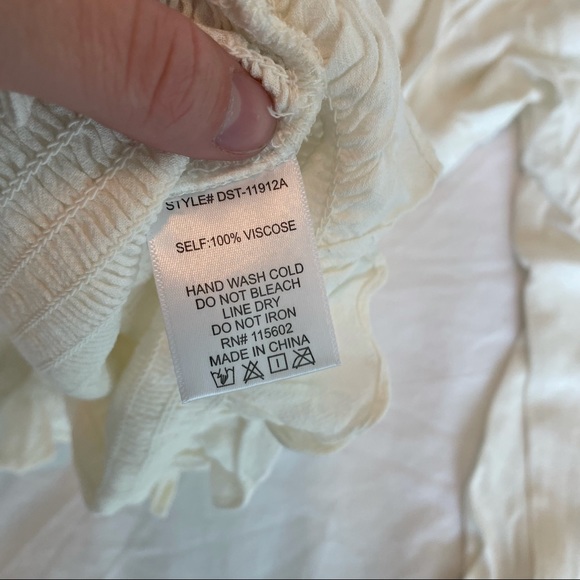 STYLE# DST-11912A
SELF:100% VISCOSE
HAND WASH COLD
DO NOT BLEACH
LINE DRY
DO NOT IRON
RN# 115602
MADE IN CHINA